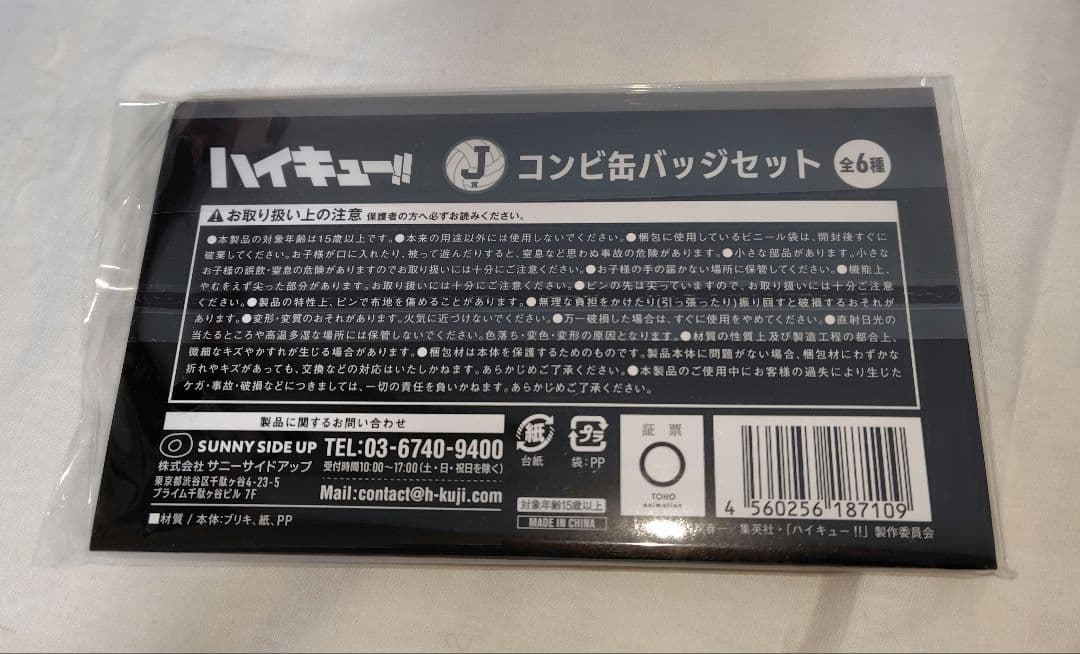 ハイキュー!! J賞 コンビ缶バッジセット 全6種
お取り扱い上の注意 保護者の方へ必ずお読みください。
●本製品の対象年齢は15歳以上です。●本来の用途以外には使用しないでください。●梱包に使用しているビニール袋は、開封後すぐに
破棄してください。お子様が口に入れたり、被って遊んだりすると、窒息など思わぬ事故の危険があります。●小さな部品があります。小さな
お子様の誤飲・窒息の危険がありますのでお取り扱いには十分にご注意ください。●お子様の手の届かない場所に保管してください。●機能上、
やむをえず尖った部分があります。お取り扱いには十分にご注意ください。●ピンの先は尖っていますので、お取り扱いには十分ご注意
ください。●製品の特性上、ピンで布地を傷めることがあります。●無理な負担をかけたり(引っ張ったり)振り回すと破損するおそれが
あります。●変形・変質のおそれがあります。火気に近づけないでください。●万一破損した場合は、すぐに使用をやめてください。●直射日光の
当たるところや高温多湿な場所には保管しないでください。色落ち・変色・変形の原因となります。●材質の性質上及び製造工程の都合上、
微細なキズやかすれが生じる場合があります。●梱包材は本体を保護するためのものです。製品本体に問題がない場合、梱包材にわずかな
折れやキズがあっても、交換などの対応はいたしかねます。あらかじめご了承ください。●本製品のご使用中にお客様の過失により生じた
ケガ・事故・破損などにつきましては、一切の責任を負いかねます。あらかじめご了承ください。
製品に関するお問い合わせ
SUNNY SIDE UP
株式会社 サニーサイドアップ
東京都渋谷区千駄ヶ谷4-23-5
プライム千駄ヶ谷ビル 7F
TEL:03-6740-9400
受付時間10:00～17:00(土・日・祝日を除く)
Mail:contact@h-kuji.com
■材質 / 本体:ブリキ、紙、PP
紙
台紙
プラ
袋:PP
対象年齢15歳以上
MADE IN CHINA
証票
TOHO
animation
4 560256 187109
春一／集英社・「ハイキュー!!」製作委員会